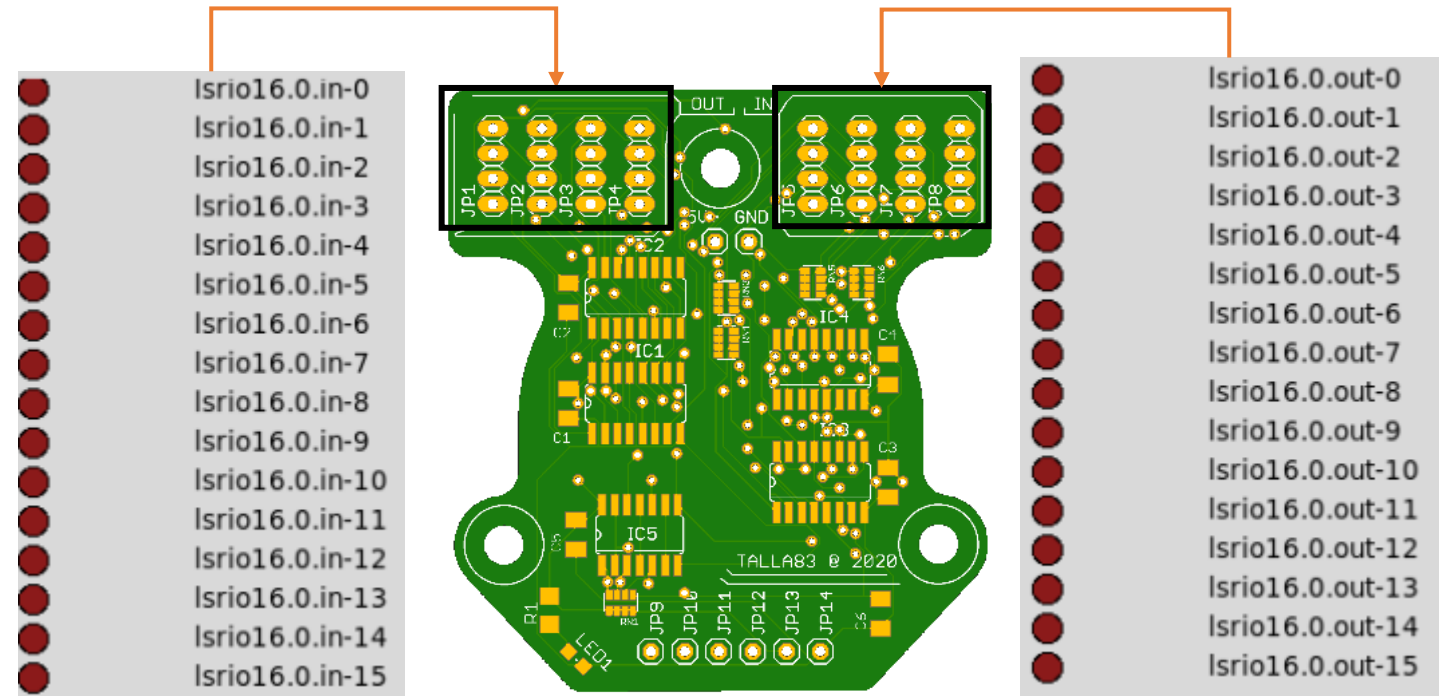 lsrio16.0.in-0
lsrio16.0.in-1
lsrio16.0.in-2
lsrio16.0.in-3
lsrio16.0.in-4
lsrio16.0.in-5
lsrio16.0.in-6
lsrio16.0.in-7
lsrio16.0.in-8
lsrio16.0.in-9
lsrio16.0.in-10
lsrio16.0.in-11
lsrio16.0.in-12
lsrio16.0.in-13
lsrio16.0.in-14
lsrio16.0.in-15
OUT IN
JP1
JP2
JP3
JP4
JP5
JP6
JP7
JP8
5V
GND
IC2
RN5
RN6
C2
IC4
C4
IC1
C1
IC3
C3
C5
IC5
TALLA83 @ 2020
R1
RN1
LED1
JP9
JP10
JP11
JP12
JP13
JP14
lsrio16.0.out-0
lsrio16.0.out-1
lsrio16.0.out-2
lsrio16.0.out-3
lsrio16.0.out-4
lsrio16.0.out-5
lsrio16.0.out-6
lsrio16.0.out-7
lsrio16.0.out-8
lsrio16.0.out-9
lsrio16.0.out-10
lsrio16.0.out-11
lsrio16.0.out-12
lsrio16.0.out-13
lsrio16.0.out-14
lsrio16.0.out-15